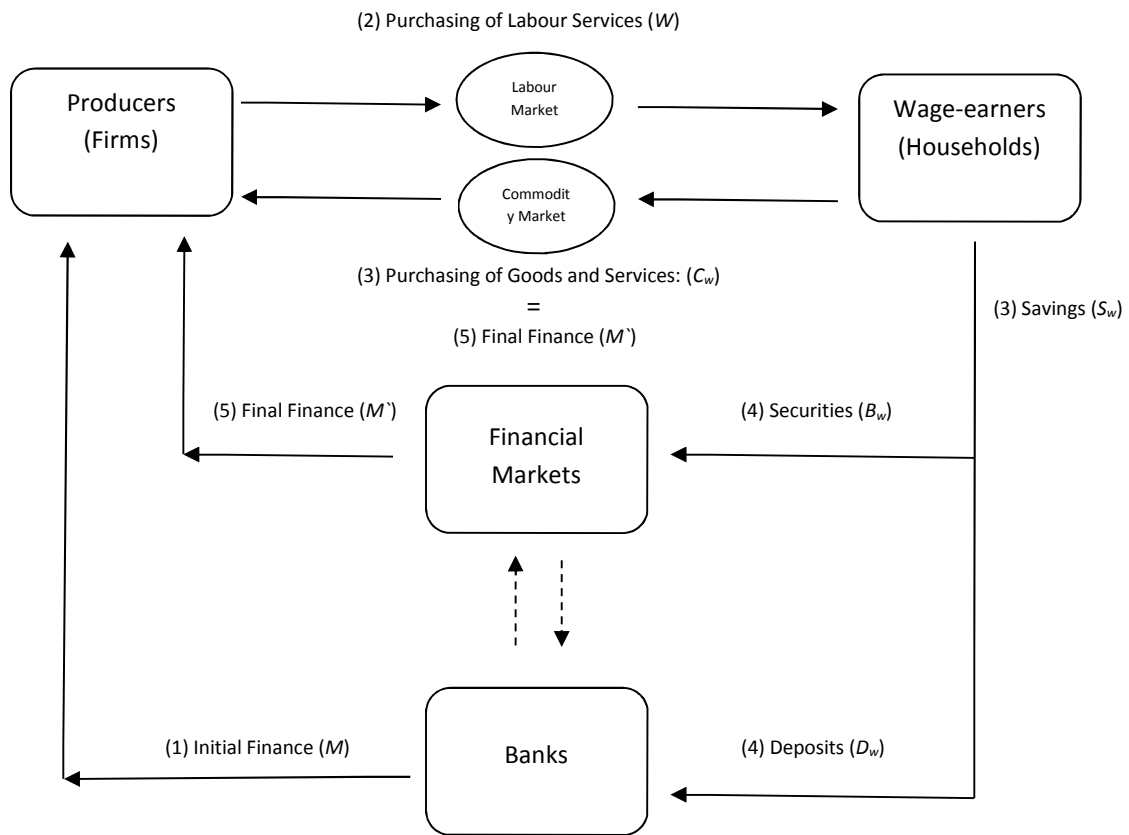 (2) Purchasing of Labour Services (W)
Producers
(Firms)
Labour
Market
Wage-earners
(Households)
Commodit
y Market
(3) Purchasing of Goods and Services: (Cw)
=
(5) Final Finance (M`)
(3) Savings (Sw)
(5) Final Finance (M`)
Financial
Markets
(4) Securities (Bw)
(1) Initial Finance (M)
Banks
(4) Deposits (Dw)